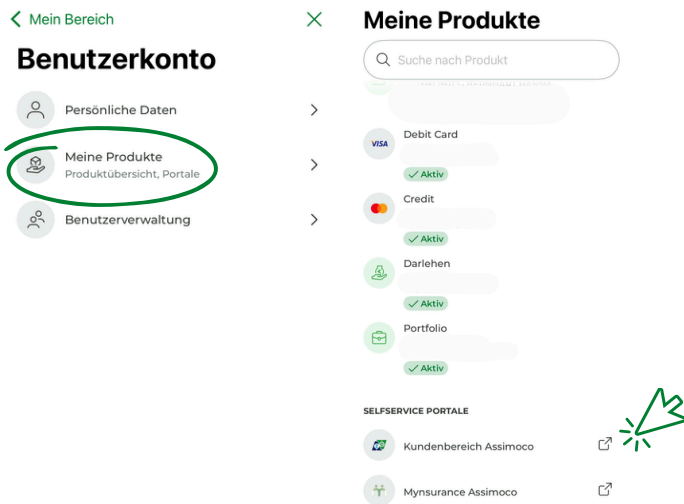 Mein Bereich
Benutzerkonto
Persönliche Daten
Meine Produkte
Produktübersicht, Portale
Benutzerverwaltung
Meine Produkte
Suche nach Produkt
VISA
Debit Card
Aktiv
Credit
Aktiv
Darlehen
Aktiv
Portfolio
Aktiv
SELFSERVICE PORTALE
Kundenbereich Assimoco
Mynsurance Assimoco